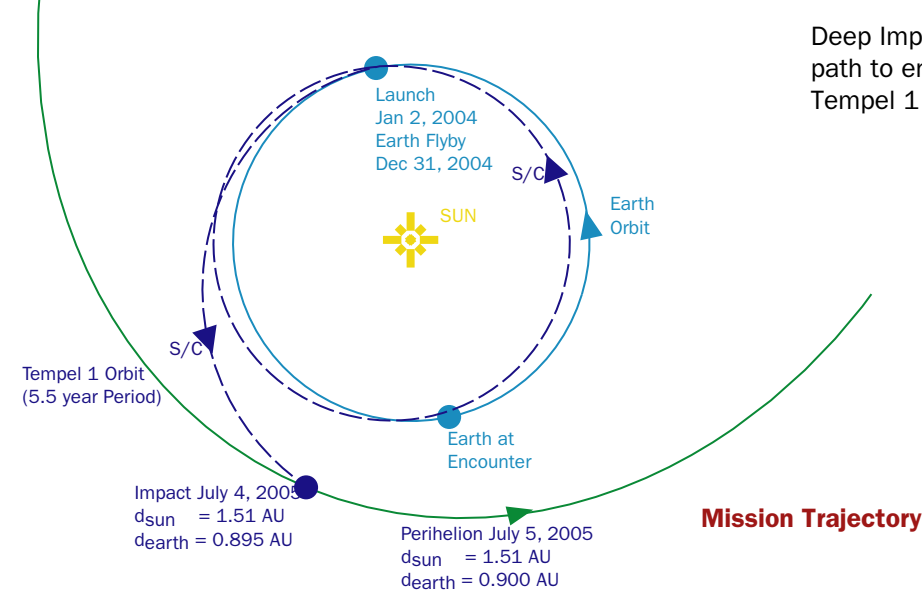 Deep Imp
path to en
Tempel 1
Launch
Jan 2, 2004
Earth Flyby
Dec 31, 2004
S/C
SUN
Earth
Orbit
S/C
Tempel 1 Orbit
(5.5 year Period)
Earth at
Encounter
Impact July 4, 2005
dsun = 1.51 AU
dearth = 0.895 AU
Perihelion July 5, 2005
dsun = 1.51 AU
dearth = 0.900 AU
Mission Trajectory